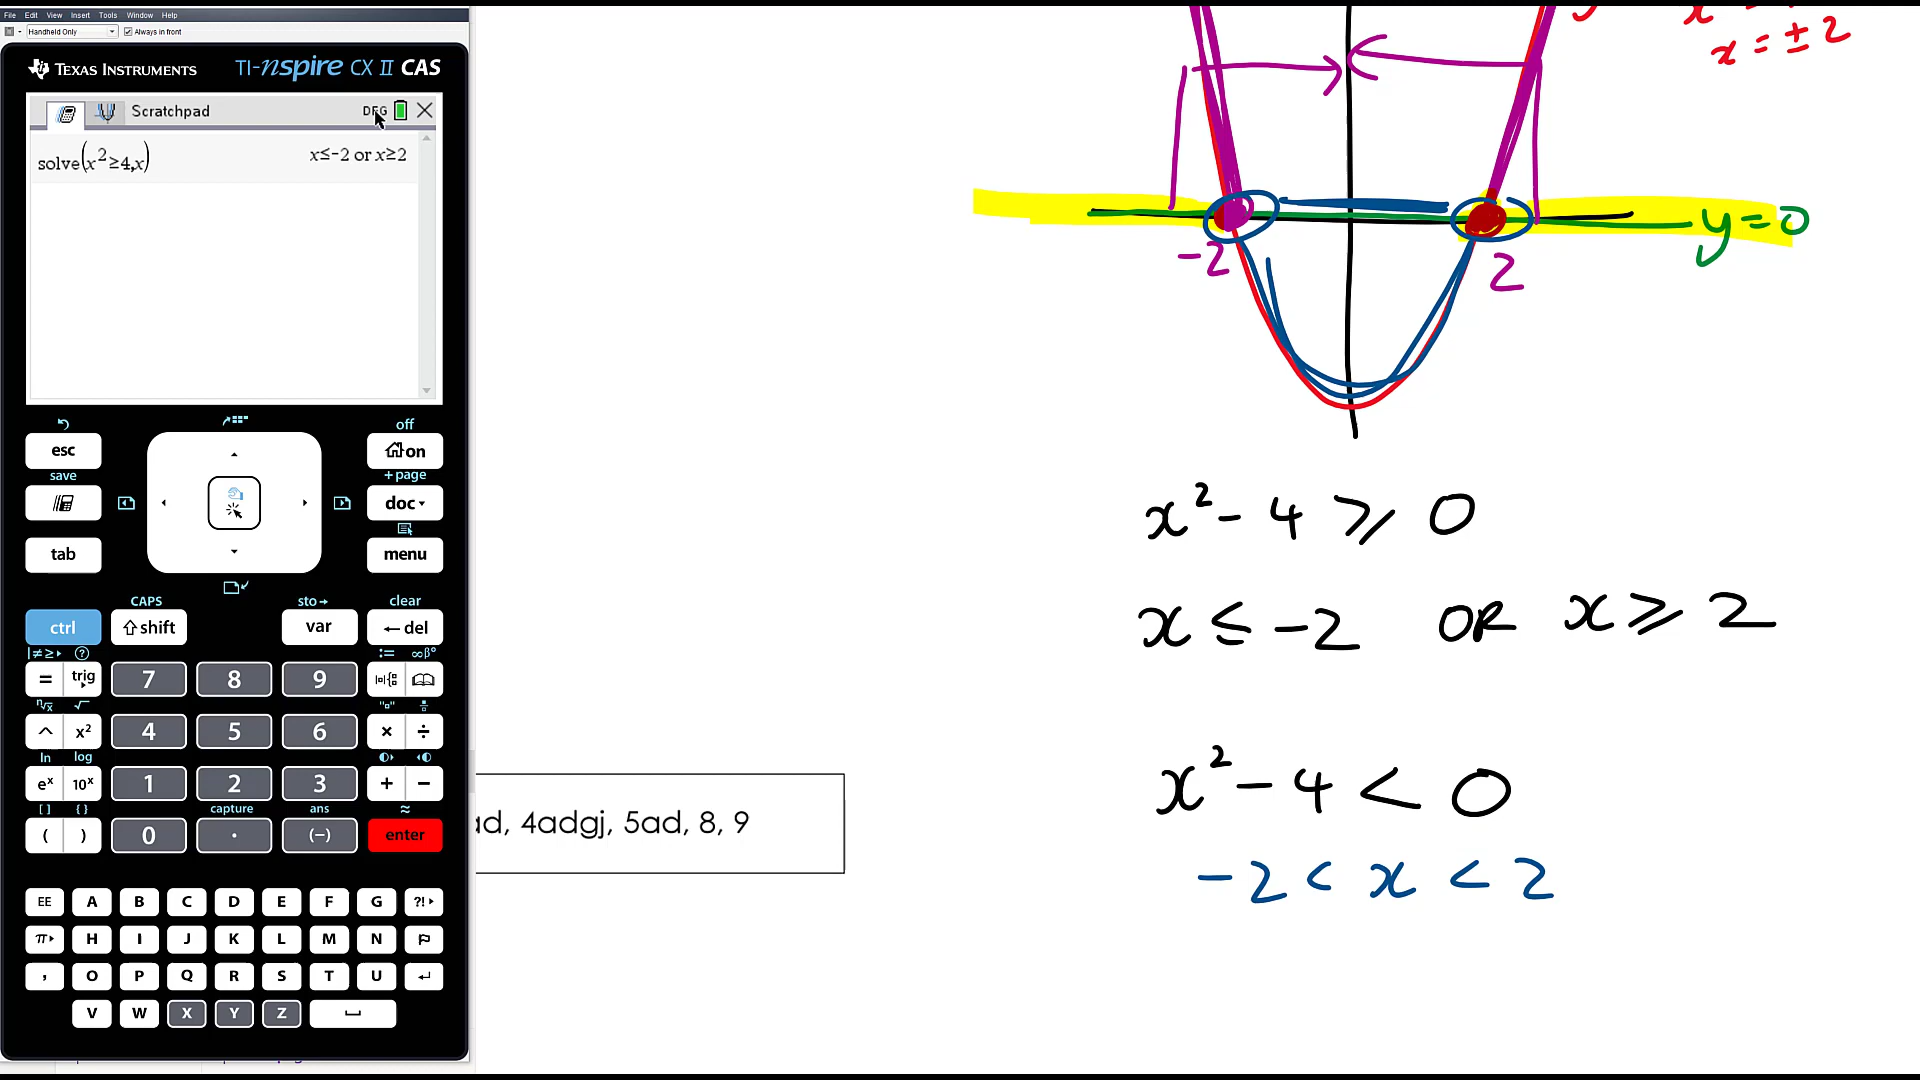 File Edit View Insert Tools Window Help
Handheld Only Always in front
TEXAS INSTRUMENTS TI-nspire CX II CAS
Scratchpad DEG
solve(x²≥4,x) x≤-2 or x≥2
off
esc on
save +page
doc
tab menu
CAPS sto→ clear
ctrl shift var ←del
|≠≥▸ ? := ∞β°
= trig 7 8 9
ⁿ√x √ "□"
^ x² 4 5 6 × ÷
ln log
eˣ 10ˣ 1 2 3 + −
[ ] { } capture ans ≈
( ) 0 . (−) enter
EE A B C D E F G ?!▸
π▸ H I J K L M N
, O P Q R S T U ↵
V W X Y Z
x = ± 2
y = 0
-2
2
x² - 4 ≥ 0
x ≤ -2 OR x ≥ 2
x² - 4 < 0
-2 < x < 2
ad, 4adgj, 5ad, 8, 9